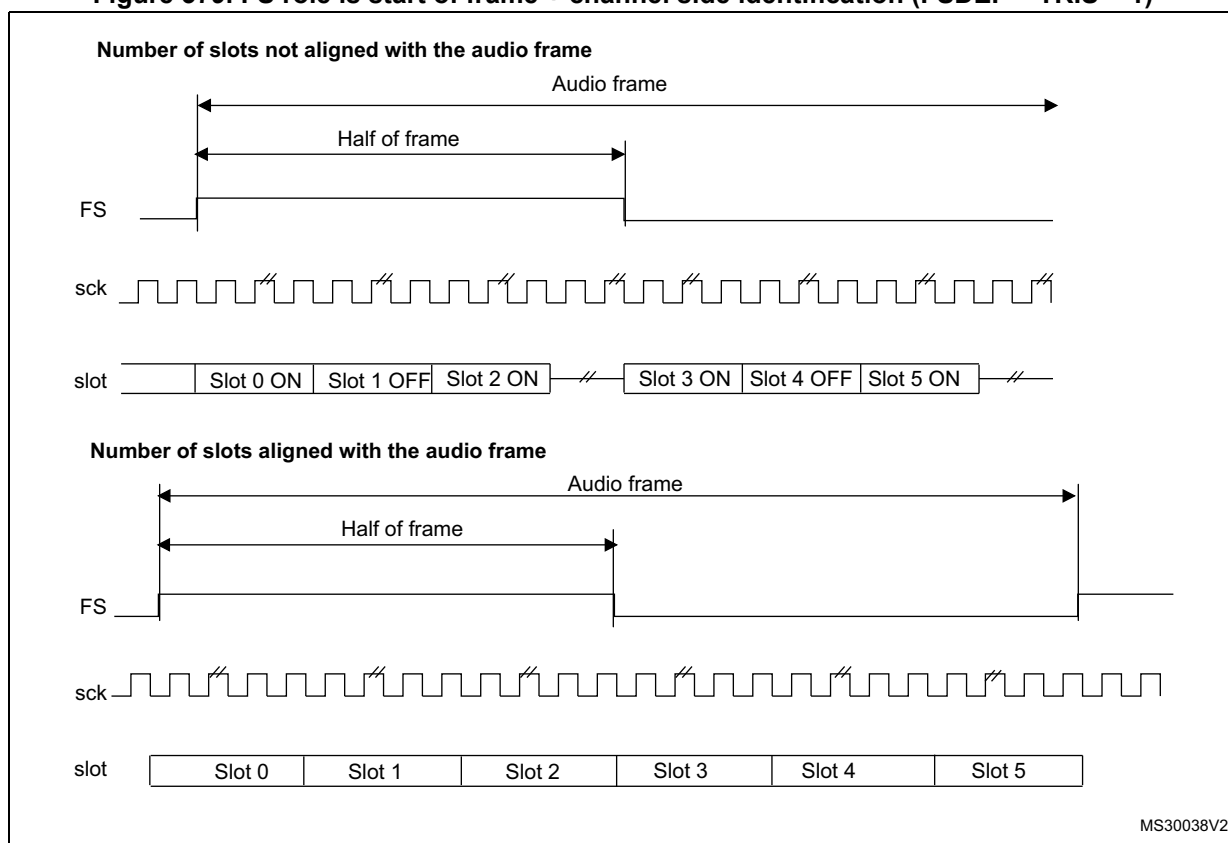 Number of slots not aligned with the audio frame
Audio frame
Half of frame
FS
sck
slot
Slot 0 ON
Slot 1 OFF
Slot 2 ON
Slot 3 ON
Slot 4 OFF
Slot 5 ON
Number of slots aligned with the audio frame
Audio frame
Half of frame
FS
sck
slot
Slot 0
Slot 1
Slot 2
Slot 3
Slot 4
Slot 5
MS30038V2